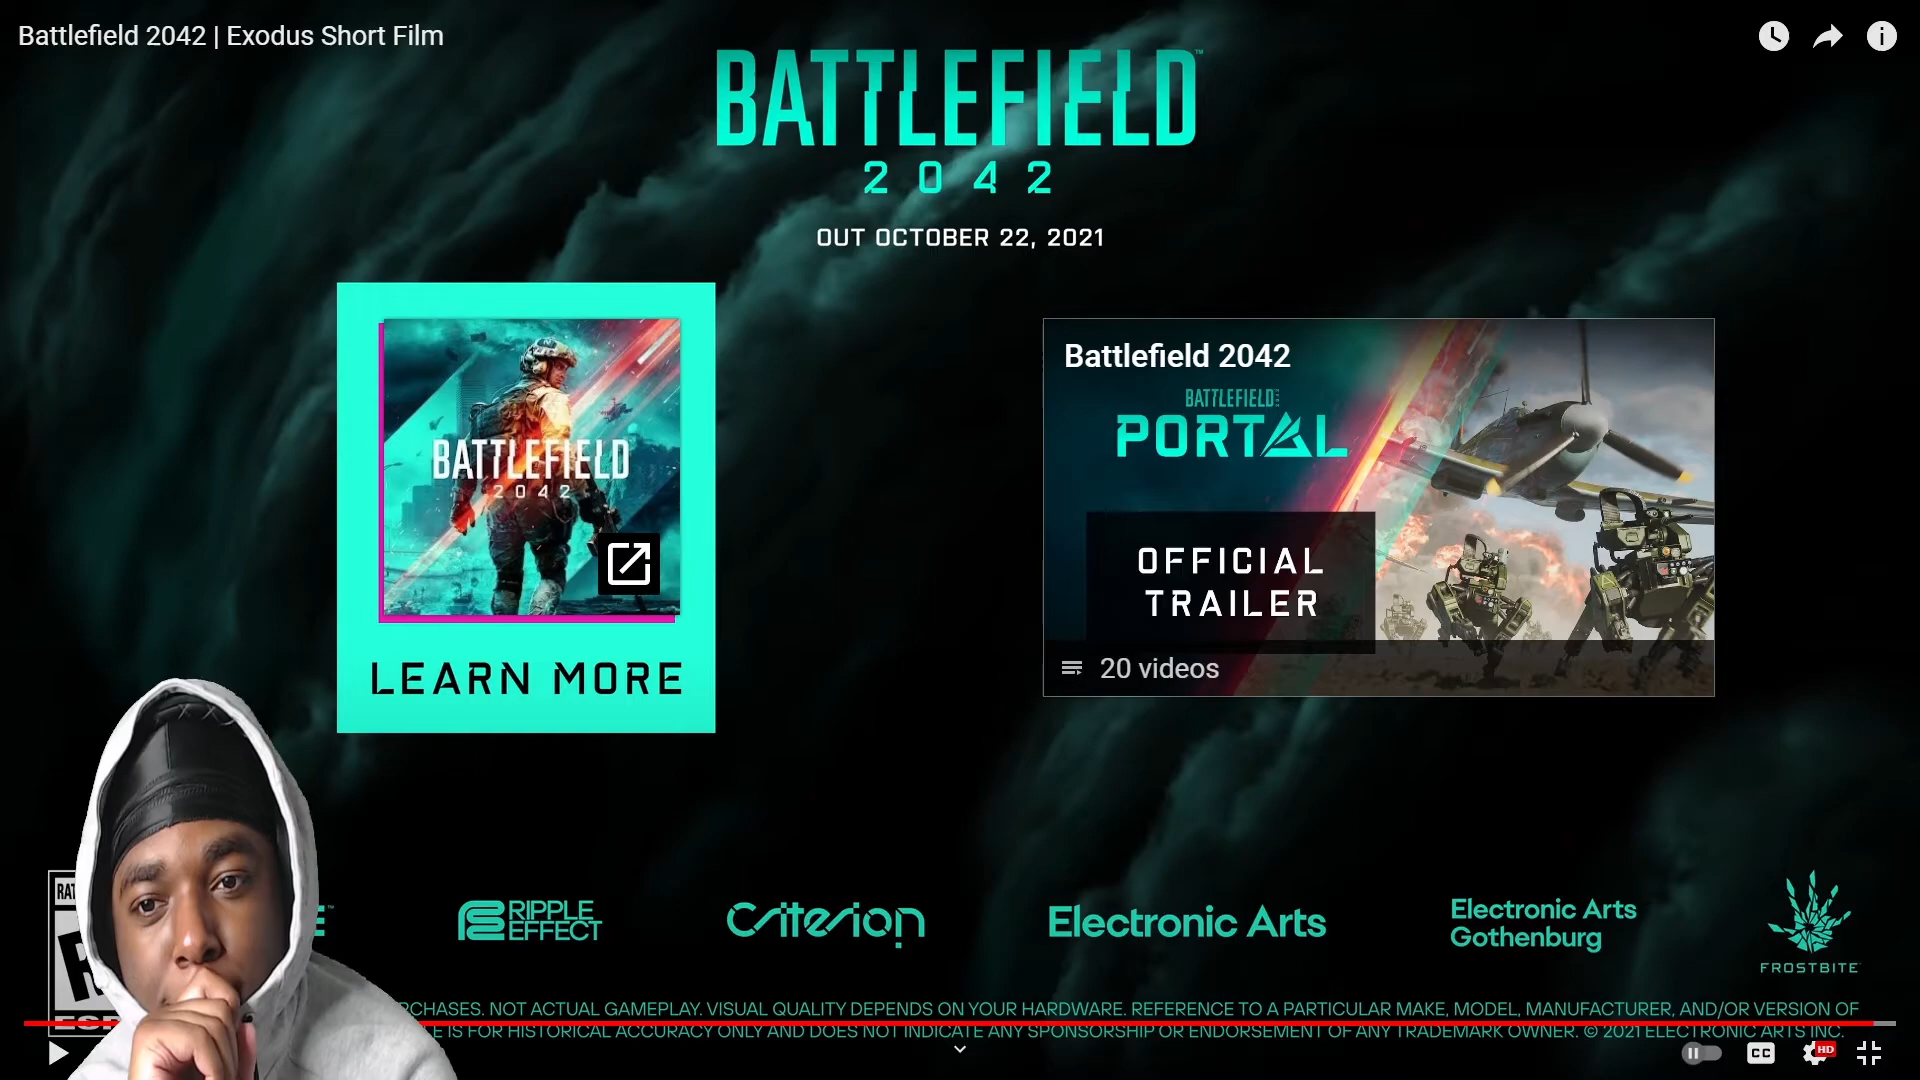 Battlefield 2042 | Exodus Short Film
BATTLEFIELD™
2042
OUT OCTOBER 22, 2021
BATTLEFIELD
2042
LEARN MORE
Battlefield 2042
BATTLEFIELD
PORTAL
OFFICIAL
TRAILER
20 videos
RIPPLE
EFFECT
Criterion
Electronic Arts
Electronic Arts
Gothenburg
FROSTBITE
NOT ACTUAL GAMEPLAY. VISUAL QUALITY DEPENDS ON YOUR HARDWARE. REFERENCE TO A PARTICULAR MAKE, MODEL, MANUFACTURER, AND/OR VERSION OF
IS FOR HISTORICAL ACCURACY ONLY AND DOES NOT INDICATE ANY SPONSORSHIP OR ENDORSEMENT OF ANY TRADEMARK OWNER. © 2021 ELECTRONIC ARTS INC.
CC
HD